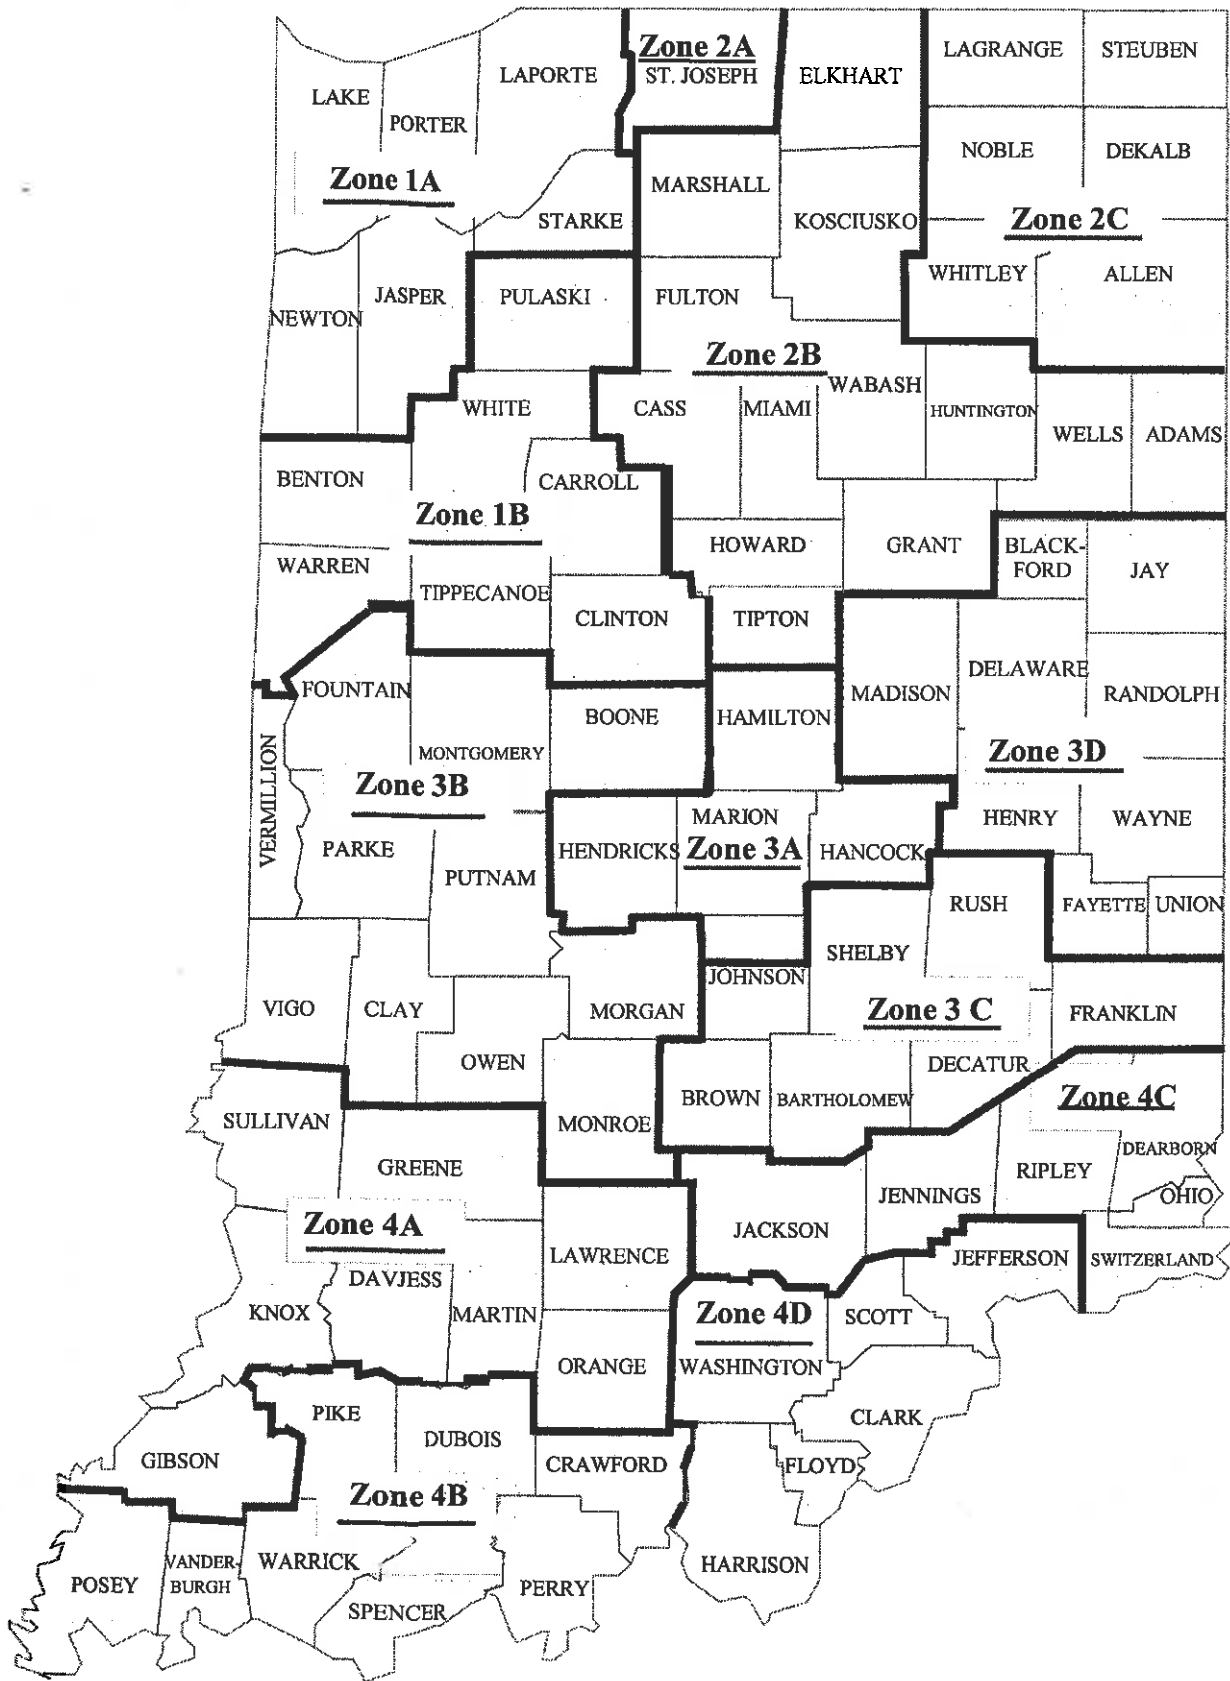 Zone 2A
LAGRANGE
STEUBEN
LAPORTE
ST. JOSEPH
ELKHART
LAKE
PORTER
NOBLE
DEKALB
Zone 1A
MARSHALL
STARKE
KOSCIUSKO
Zone 2C
WHITLEY
ALLEN
NEWTON
JASPER
PULASKI
FULTON
Zone 2B
WABASH
WHITE
CASS
MIAMI
HUNTINGTON
WELLS
ADAMS
BENTON
CARROLL
Zone 1B
HOWARD
GRANT
BLACK-
FORD
JAY
WARREN
TIPPECANOE
CLINTON
TIPTON
DELAWARE
FOUNTAIN
MADISON
RANDOLPH
BOONE
HAMILTON
MONTGOMERY
Zone 3D
VERMILLION
Zone 3B
MARION
HENRY
WAYNE
PARKE
PUTNAM
HENDRICKS
Zone 3A
HANCOCK
RUSH
FAYETTE
UNION
SHELBY
JOHNSON
VIGO
CLAY
MORGAN
Zone 3 C
FRANKLIN
OWEN
DECATUR
SULLIVAN
MONROE
BROWN
BARTHOLOMEW
Zone 4C
GREENE
DEARBORN
RIPLEY
JENNINGS
OHIO
Zone 4A
JACKSON
LAWRENCE
JEFFERSON
SWITZERLAND
DAVJESS
KNOX
MARTIN
Zone 4D
SCOTT
ORANGE
WASHINGTON
PIKE
DUBOIS
CLARK
GIBSON
CRAWFORD
FLOYD
Zone 4B
POSEY
VANDER-
BURGH
WARRICK
HARRISON
PERRY
SPENCER